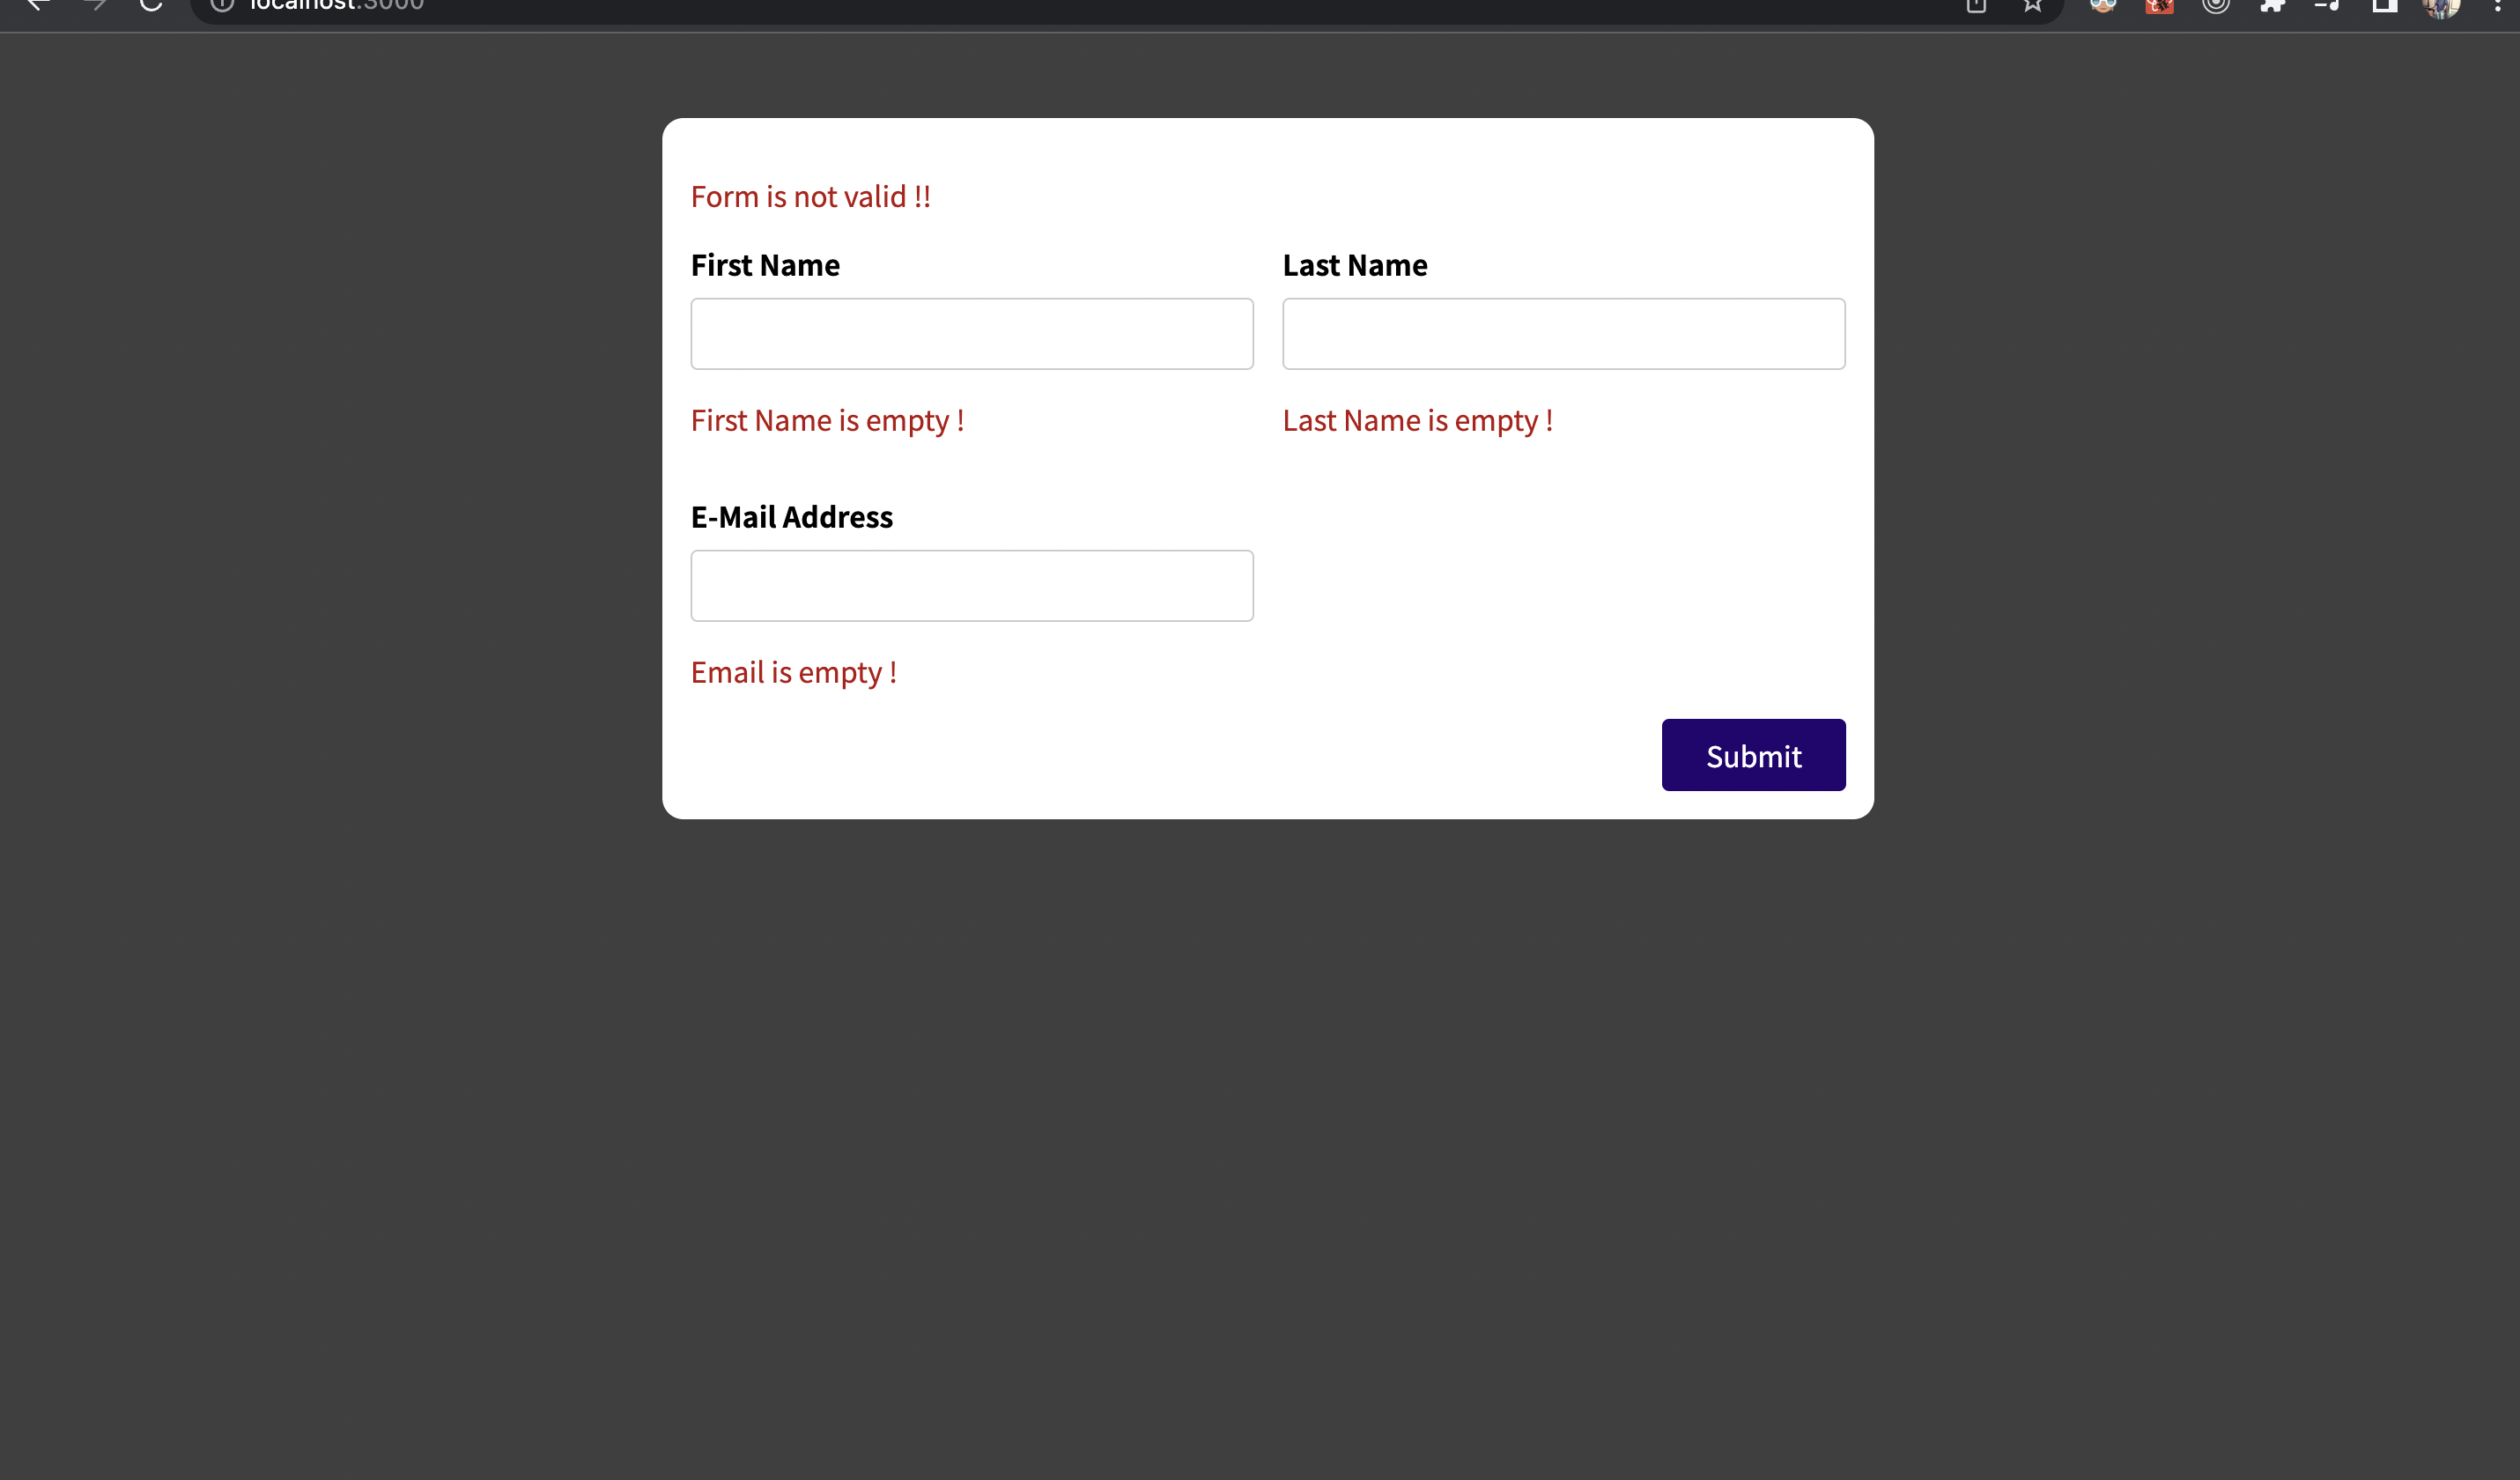 localhost:3000
Form is not valid !!
First Name
Last Name
First Name is empty !
Last Name is empty !
E-Mail Address
Email is empty !
Submit